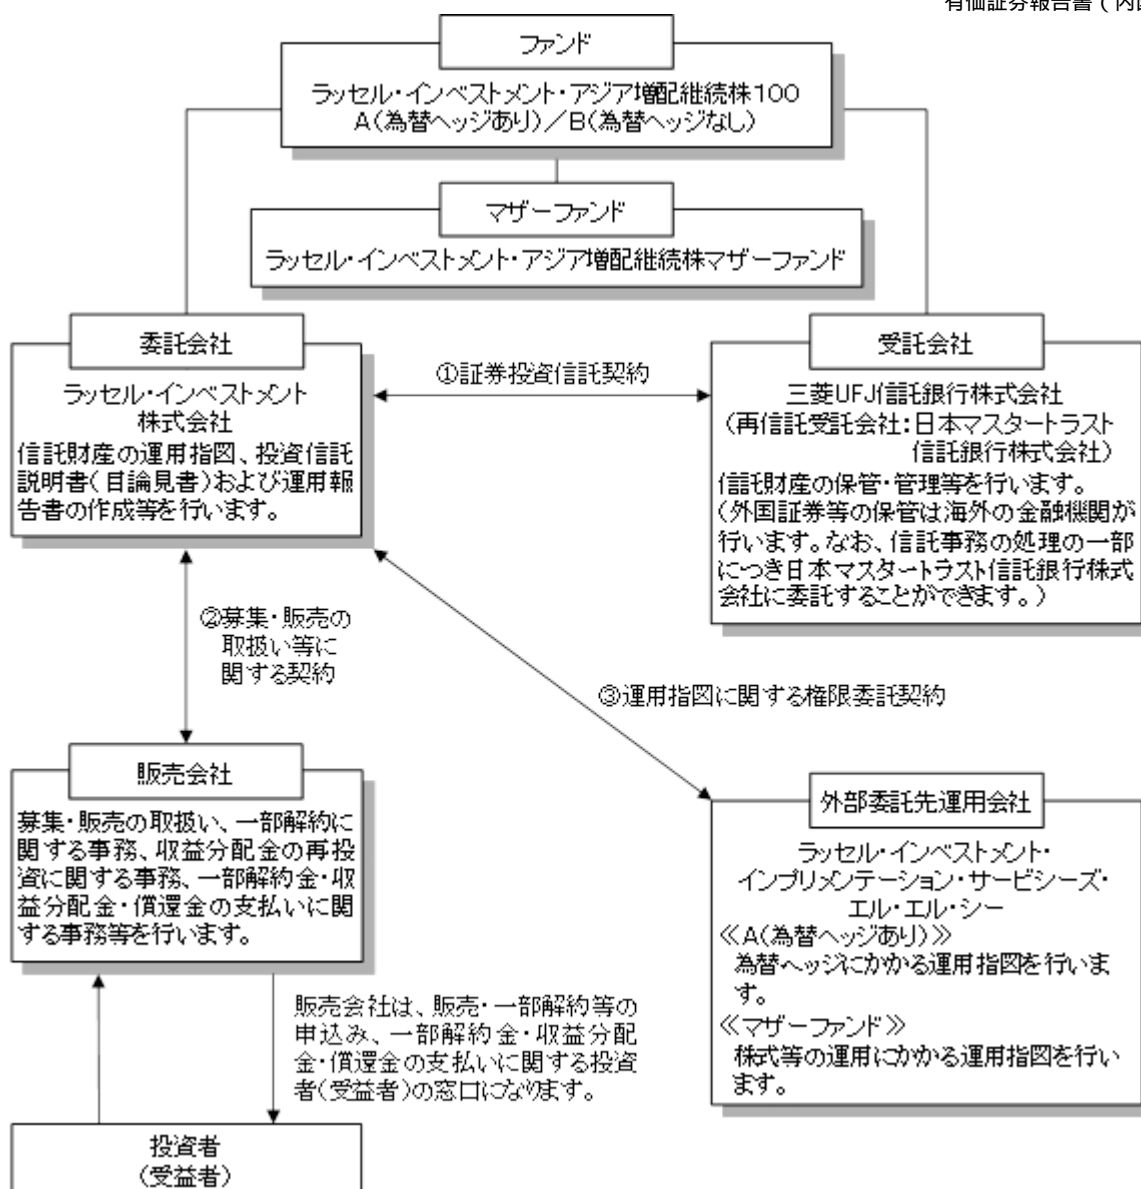 有価証券報告書（内国
ファンド
ラッセル・インベストメント・アジア増配継続株100
A(為替ヘッジあり)／B(為替ヘッジなし)
マザーファンド
ラッセル・インベストメント・アジア増配継続株マザーファンド
委託会社
ラッセル・インベストメント
株式会社
信託財産の運用指図、投資信託
説明書(目論見書)および運用報
告書の作成等を行います。
①証券投資信託契約
受託会社
三菱UFJ信託銀行株式会社
(再信託受託会社：日本マスタートラスト
信託銀行株式会社)
信託財産の保管・管理等を行います。
(外国証券等の保管は海外の金融機関が
行います。なお、信託事務の処理の一部
につき日本マスタートラスト信託銀行株式
会社に委託することができます。)
②募集・販売の
取扱い等に
関する契約
③運用指図に関する権限委託契約
販売会社
募集・販売の取扱い、一部解約に
関する事務、収益分配金の再投
資に関する事務、一部解約金・収
益分配金・償還金の支払いに関
する事務等を行います。
外部委託先運用会社
ラッセル・インベストメント・
インプリメンテーション・サービシーズ・
エル・エル・シー
≪A(為替ヘッジあり)≫
為替ヘッジにかかる運用指図を行いま
す。
≪マザーファンド≫
株式等の運用にかかる運用指図を行い
ます。
販売会社は、販売・一部解約等の
申込み、一部解約金・収益分配
金・償還金の支払いに関する投資
者(受益者)の窓口になります。
投資者
(受益者)